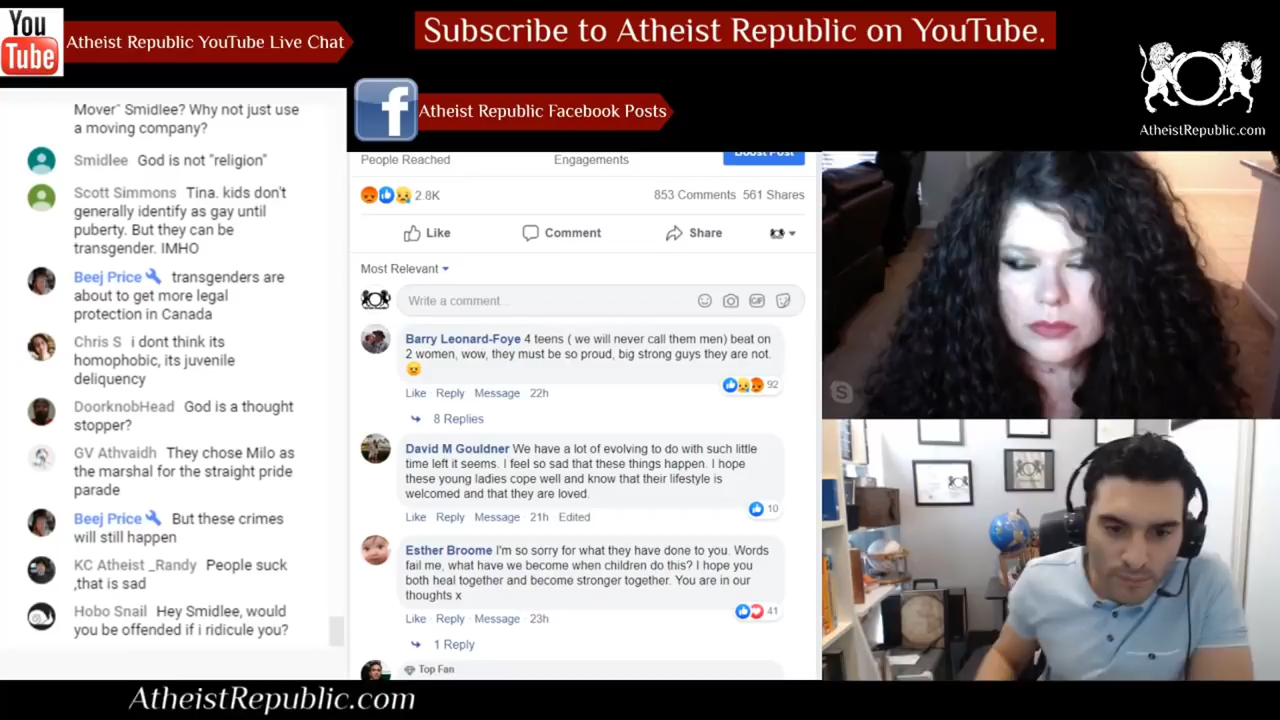 You
Tube
Atheist Republic YouTube Live Chat
Subscribe to Atheist Republic on YouTube.
AtheistRepublic.com
f
Atheist Republic Facebook Posts
Mover" Smidlee? Why not just use
a moving company?
Smidlee God is not "religion"
Scott Simmons Tina. kids don't
generally identify as gay until
puberty. But they can be
transgender. IMHO
Beej Price transgenders are
about to get more legal
protection in Canada
Chris S i dont think its
homophobic, its juvenile
deliquency
DoorknobHead God is a thought
stopper?
GV Athvaidh They chose Milo as
the marshal for the straight pride
parade
Beej Price But these crimes
will still happen
KC Atheist _Randy People suck
,that is sad
Hobo Snail Hey Smidlee, would
you be offended if i ridicule you?
People Reached Engagements Boost Post
2.8K 853 Comments 561 Shares
Like Comment Share
Most Relevant
Write a comment...
GIF
Barry Leonard-Foye 4 teens ( we will never call them men) beat on
2 women, wow, they must be so proud, big strong guys they are not.
92
Like Reply Message 22h
8 Replies
David M Gouldner We have a lot of evolving to do with such little
time left it seems. I feel so sad that these things happen. I hope
these young ladies cope well and know that their lifestyle is
welcomed and that they are loved.
10
Like · Reply · Message · 21h · Edited
Esther Broome I'm so sorry for what they have done to you. Words
fail me, what have we become when children do this? I hope you
both heal together and become stronger together. You are in our
thoughts x
41
Like · Reply · Message · 23h
1 Reply
Top Fan
S
AtheistRepublic.com